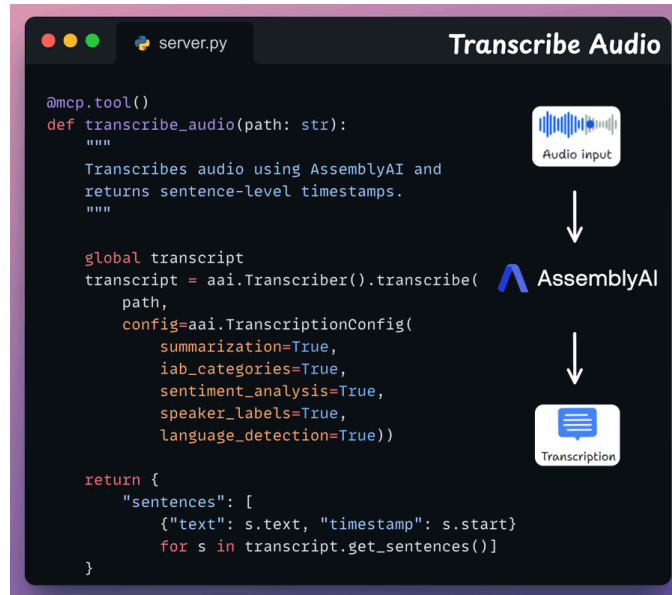 server.py
Transcribe Audio
@mcp.tool()
def transcribe_audio(path: str):
    """
    Transcribes audio using AssemblyAI and
    returns sentence-level timestamps.
    """
    global transcript
    transcript = aai.Transcriber().transcribe(
        path,
        config=aai.TranscriptionConfig(
            summarization=True,
            iab_categories=True,
            sentiment_analysis=True,
            speaker_labels=True,
            language_detection=True))
    return {
        "sentences": [
            {"text": s.text, "timestamp": s.start}
            for s in transcript.get_sentences()]
    }
Audio input
AssemblyAI
Transcription